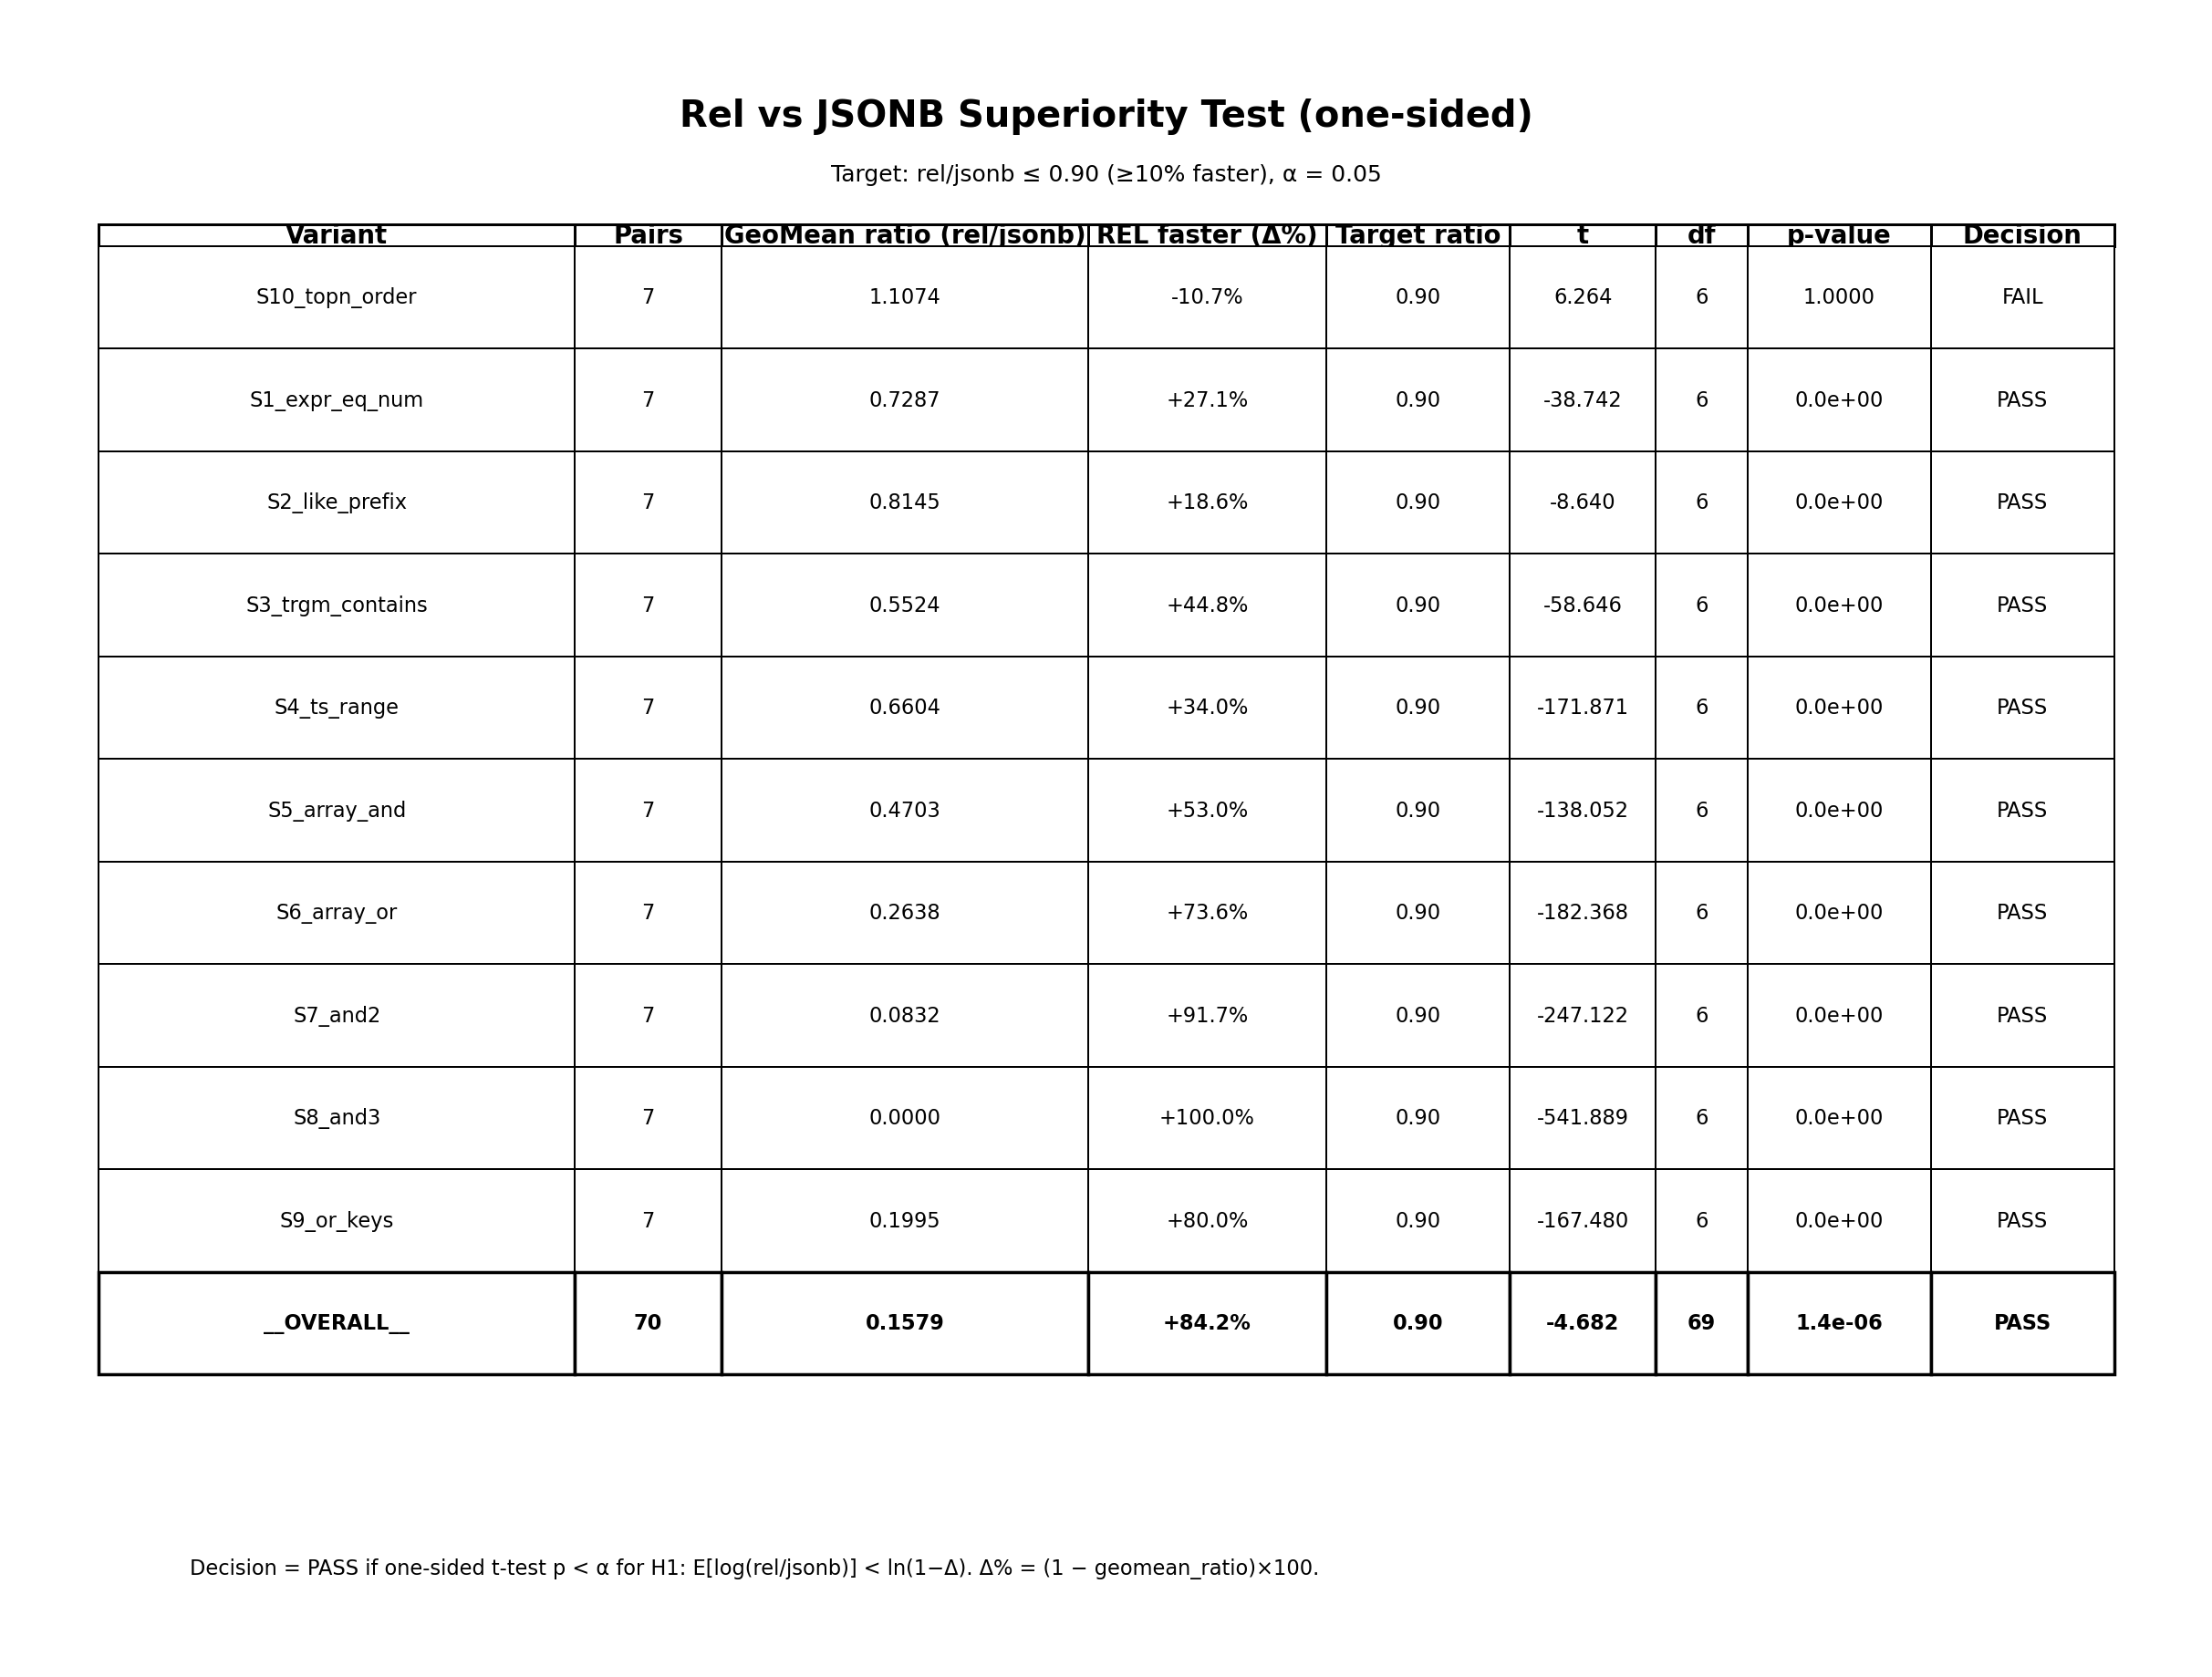 Rel vs JSONB Superiority Test (one-sided)
Target: rel/jsonb ≤ 0.90 (≥10% faster), α = 0.05
Variant Pairs GeoMean ratio (rel/jsonb) REL faster (Δ%) Target ratio t df p-value Decision
S10_topn_order 7 1.1074 -10.7% 0.90 6.264 6 1.0000 FAIL
S1_expr_eq_num 7 0.7287 +27.1% 0.90 -38.742 6 0.0e+00 PASS
S2_like_prefix 7 0.8145 +18.6% 0.90 -8.640 6 0.0e+00 PASS
S3_trgm_contains 7 0.5524 +44.8% 0.90 -58.646 6 0.0e+00 PASS
S4_ts_range 7 0.6604 +34.0% 0.90 -171.871 6 0.0e+00 PASS
S5_array_and 7 0.4703 +53.0% 0.90 -138.052 6 0.0e+00 PASS
S6_array_or 7 0.2638 +73.6% 0.90 -182.368 6 0.0e+00 PASS
S7_and2 7 0.0832 +91.7% 0.90 -247.122 6 0.0e+00 PASS
S8_and3 7 0.0000 +100.0% 0.90 -541.889 6 0.0e+00 PASS
S9_or_keys 7 0.1995 +80.0% 0.90 -167.480 6 0.0e+00 PASS
__OVERALL__ 70 0.1579 +84.2% 0.90 -4.682 69 1.4e-06 PASS
Decision = PASS if one-sided t-test p < α for H1: E[log(rel/jsonb)] < ln(1−Δ). Δ% = (1 − geomean_ratio)×100.